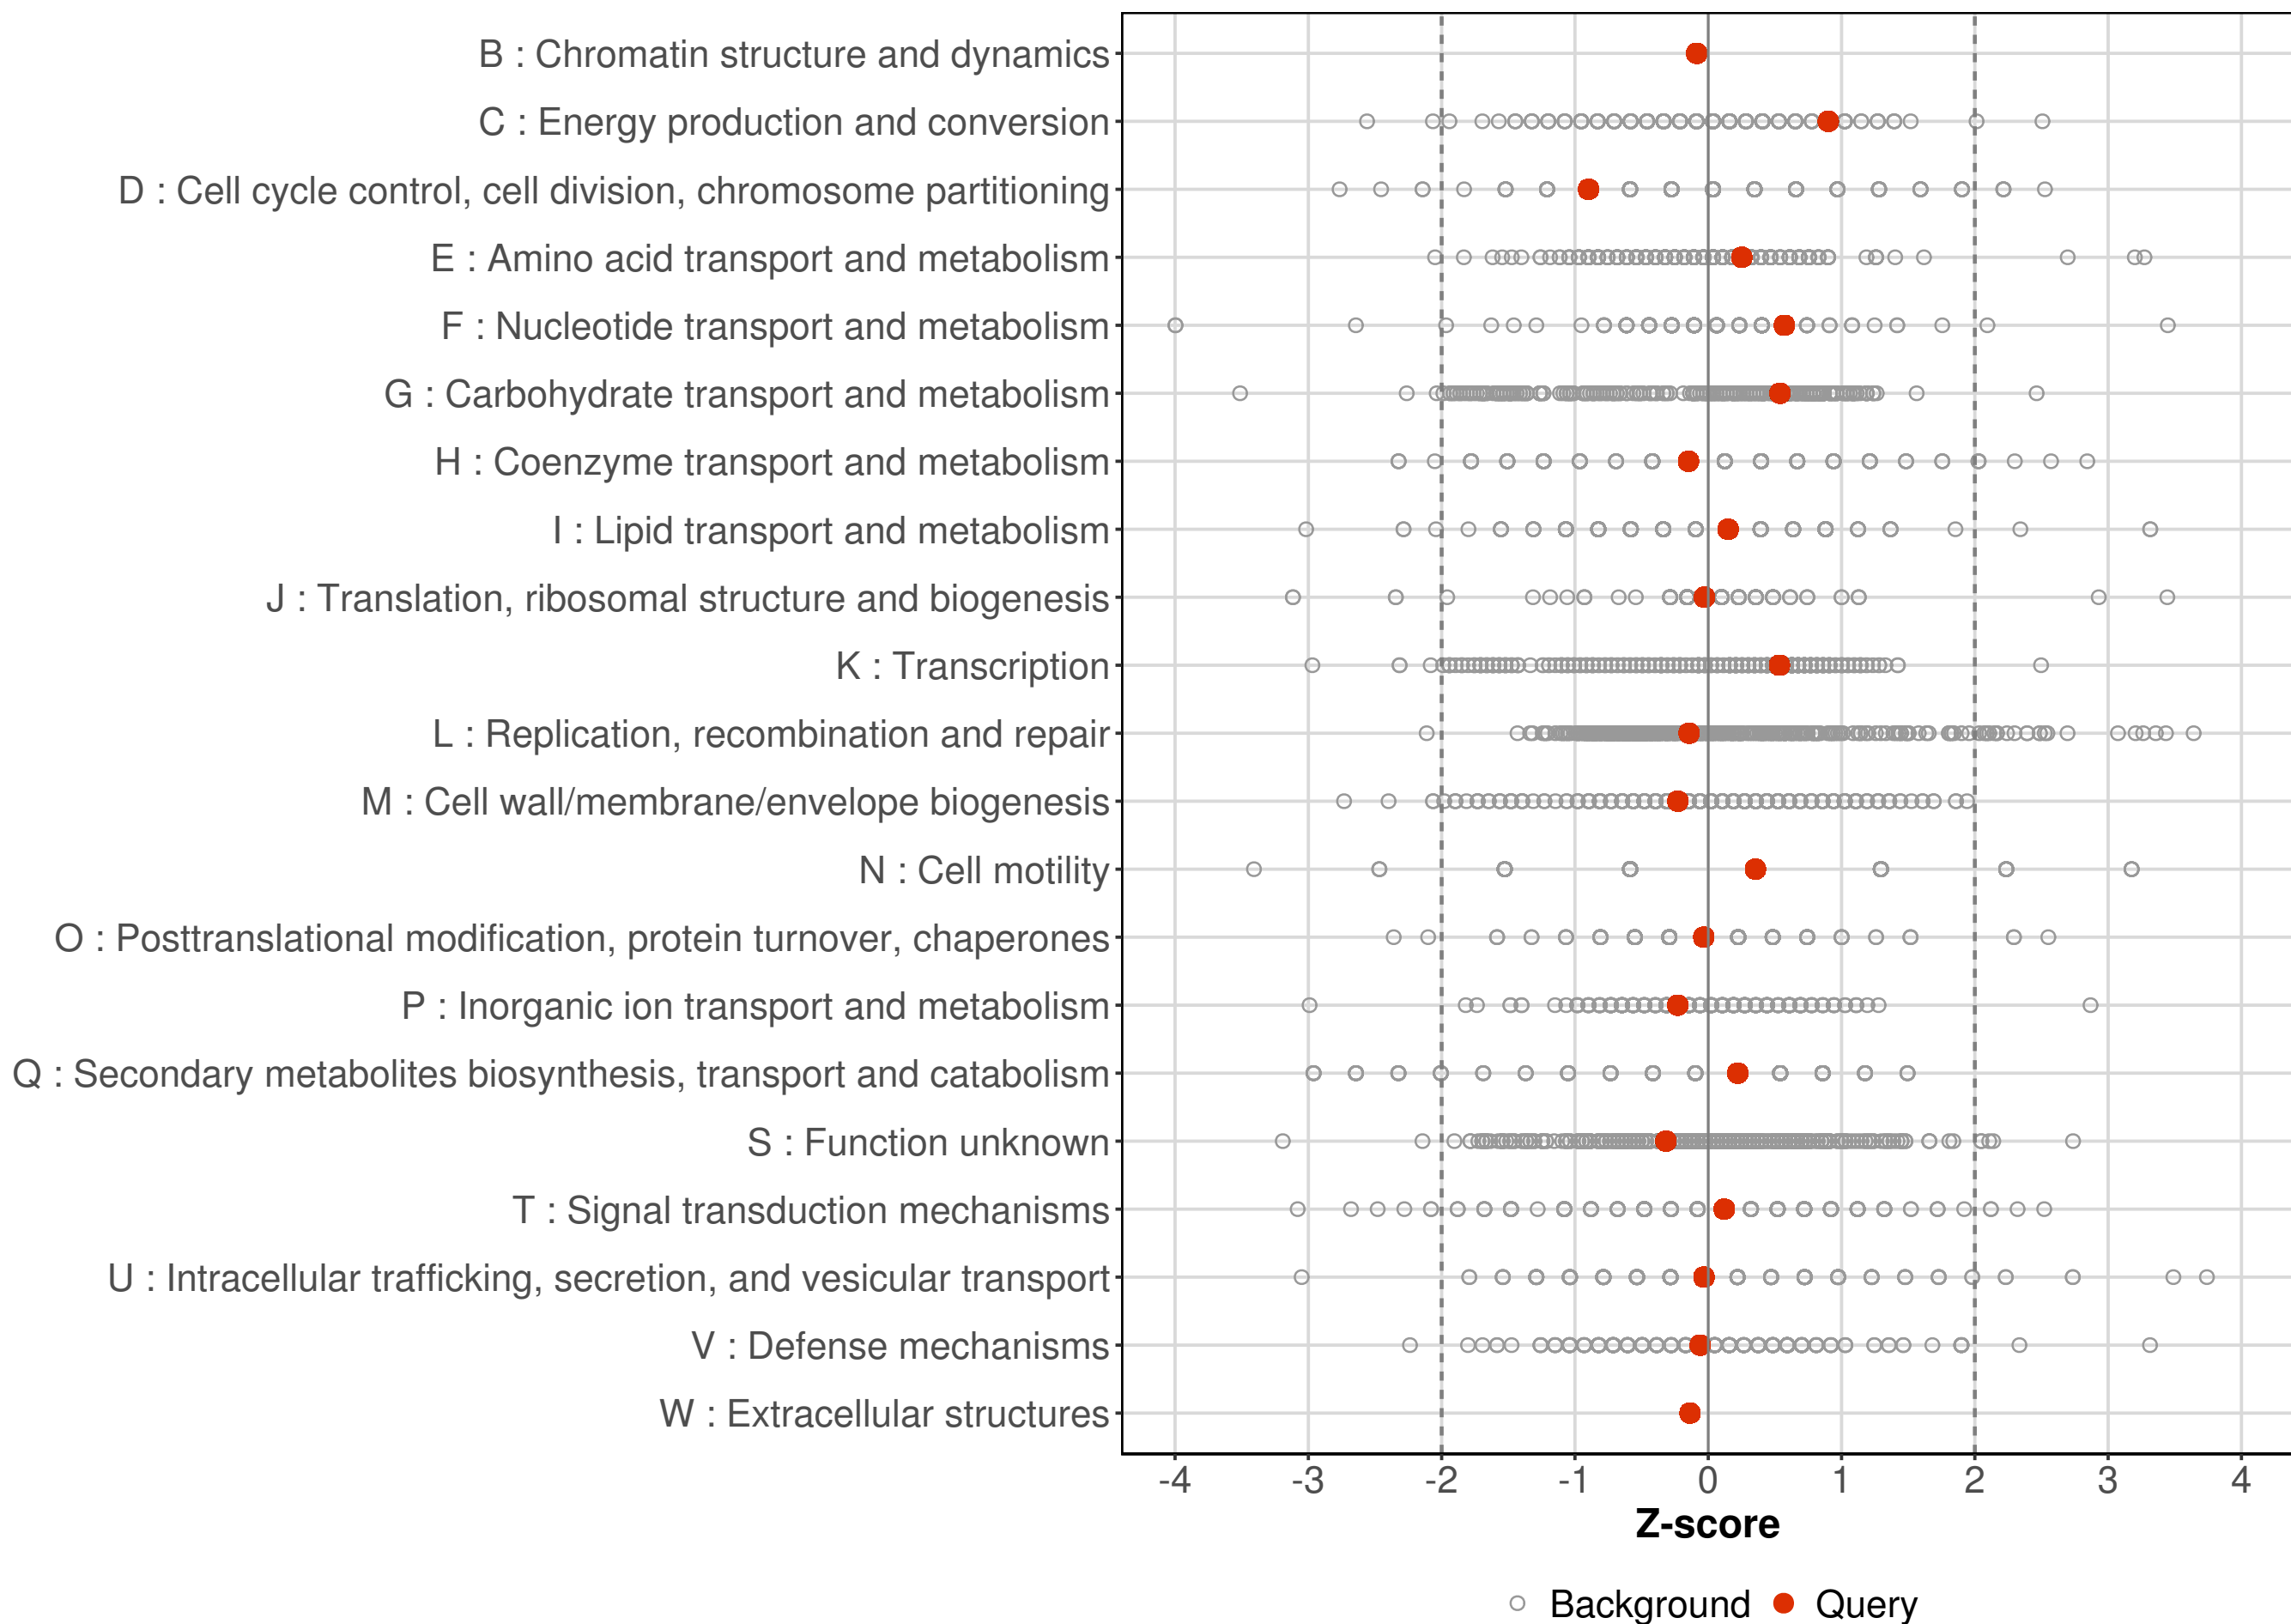 B : Chromatin structure and dynamics
C : Energy production and conversion
D : Cell cycle control, cell division, chromosome partitioning
E : Amino acid transport and metabolism
F : Nucleotide transport and metabolism
G : Carbohydrate transport and metabolism
H : Coenzyme transport and metabolism
I : Lipid transport and metabolism
J : Translation, ribosomal structure and biogenesis
K : Transcription
L : Replication, recombination and repair
M : Cell wall/membrane/envelope biogenesis
N : Cell motility
O : Posttranslational modification, protein turnover, chaperones
P : Inorganic ion transport and metabolism
Q : Secondary metabolites biosynthesis, transport and catabolism
S : Function unknown
T : Signal transduction mechanisms
U : Intracellular trafficking, secretion, and vesicular transport
V : Defense mechanisms
W : Extracellular structures
-4 -3 -2 -1 0 1 2 3 4
Z-score
Background Query